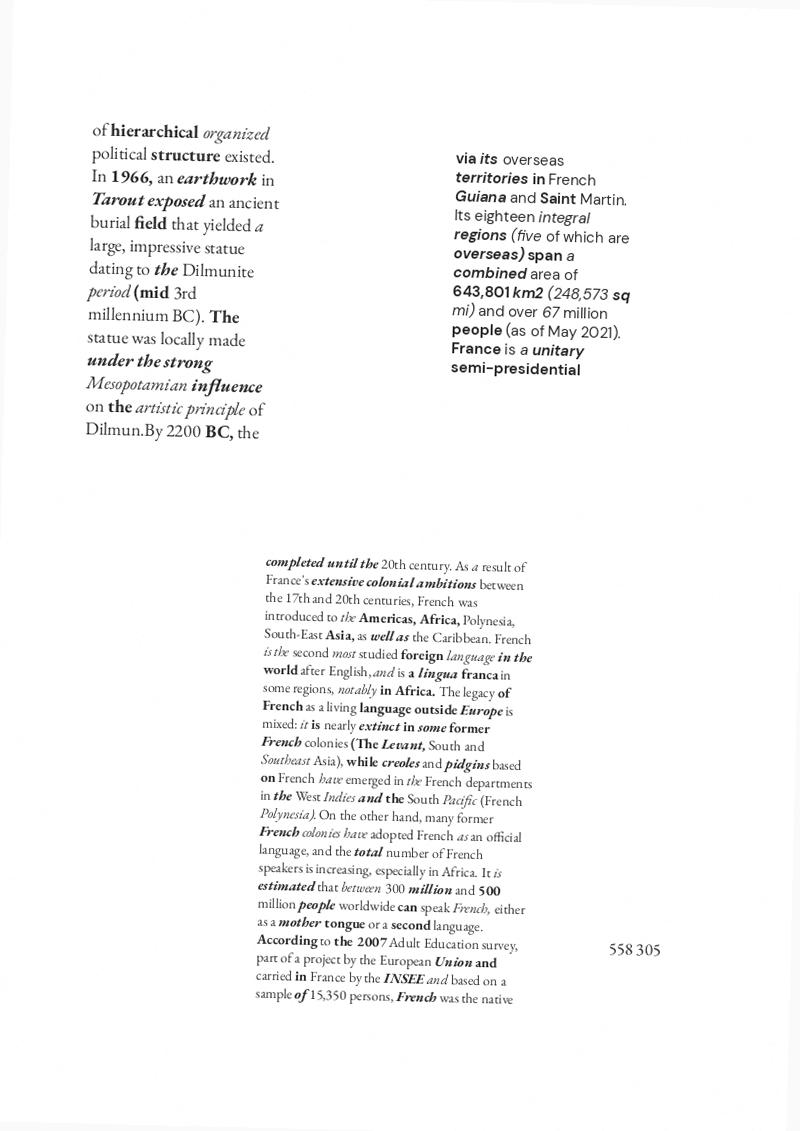 of hierarchical organized
political structure existed.
In 1966, an earthwork in
Tarout exposed an ancient
burial field that yielded a
large, impressive statue
dating to the Dilmunite
period (mid 3rd
millennium BC). The
statue was locally made
under the strong
Mesopotamian influence
on the artistic principle of
Dilmun.By 2200 BC, the
via its overseas
territories in French
Guiana and Saint Martin.
Its eighteen integral
regions (five of which are
overseas) span a
combined area of
643,801 km2 (248,573 sq
mi) and over 67 million
people (as of May 2021).
France is a unitary
semi-presidential
completed until the 20th century. As a result of
France's extensive colonial ambitions between
the 17th and 20th centuries, French was
introduced to the Americas, Africa, Polynesia,
South-East Asia, as well as the Caribbean. French
is the second most studied foreign language in the
world after English, and is a lingua franca in
some regions, notably in Africa. The legacy of
French as a living language outside Europe is
mixed: it is nearly extinct in some former
French colonies (The Levant, South and
Southeast Asia), while creoles and pidgins based
on French have emerged in the French departments
in the West Indies and the South Pacific (French
Polynesia). On the other hand, many former
French colonies have adopted French as an official
language, and the total number of French
speakers is increasing, especially in Africa. It is
estimated that between 300 million and 500
million people worldwide can speak French, either
as a mother tongue or a second language.
According to the 2007 Adult Education survey,
part of a project by the European Union and
carried in France by the INSEE and based on a
sample of 15,350 persons, French was the native
558 305